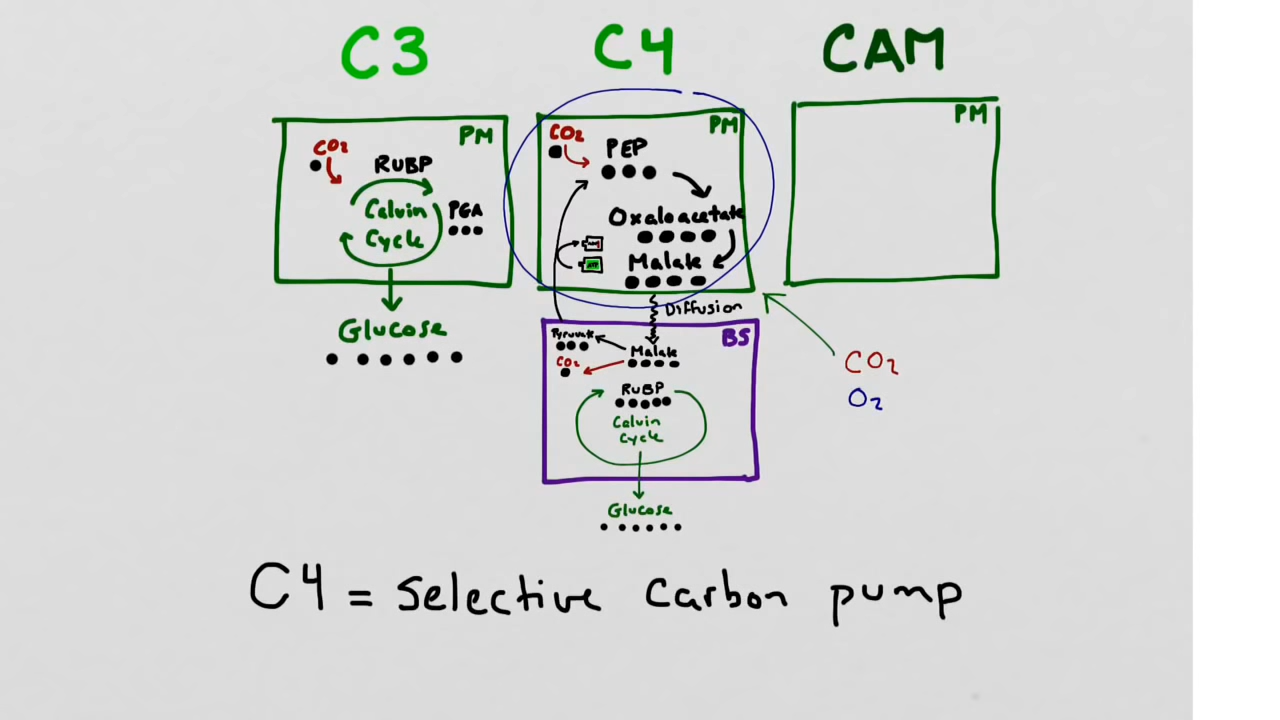 C3
C4
CAM
PM
CO2
RuBP
Calvin
Cycle
PGA
Glucose
PM
CO2
PEP
Oxaloacetate
Malate
Diffusion
BS
Pyruvate
Malate
CO2
RuBP
Calvin
Cycle
Glucose
PM
CO2
O2
C4 = selective carbon pump